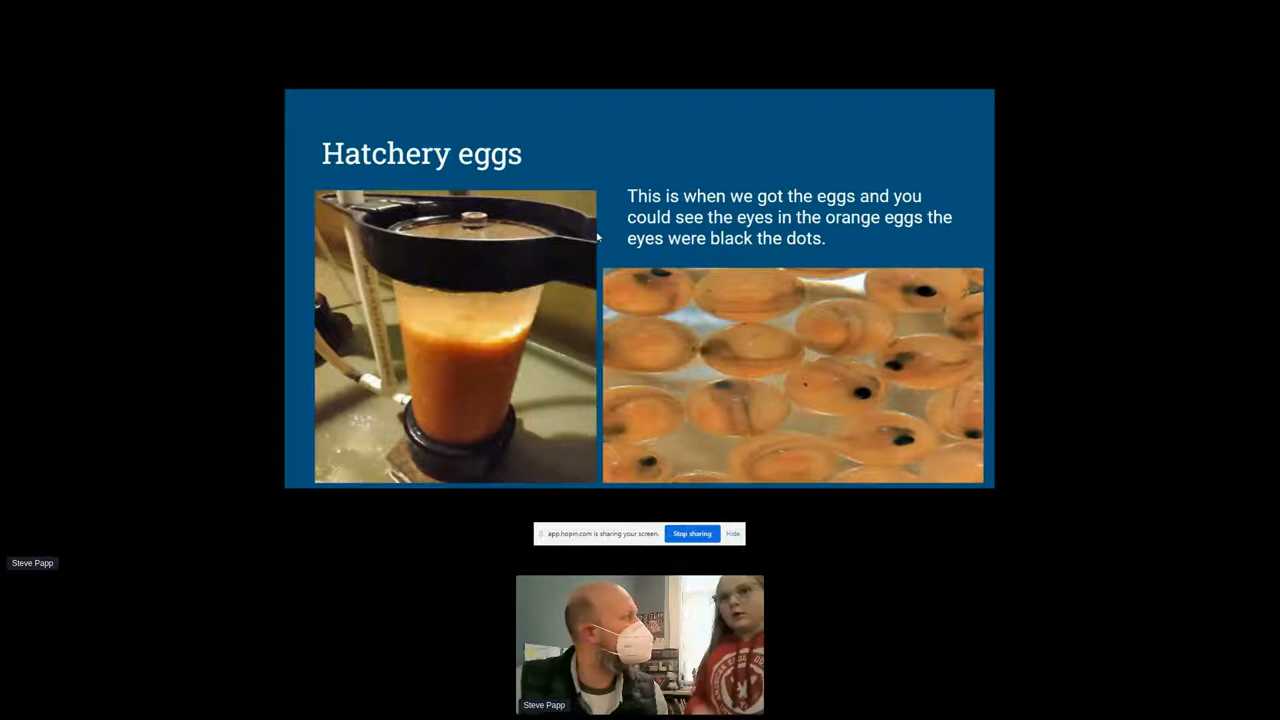 Hatchery eggs
This is when we got the eggs and you
could see the eyes in the orange eggs the
eyes were black the dots.
app.hopin.com is sharing your screen.
Stop sharing
Hide
Steve Papp
Steve Papp